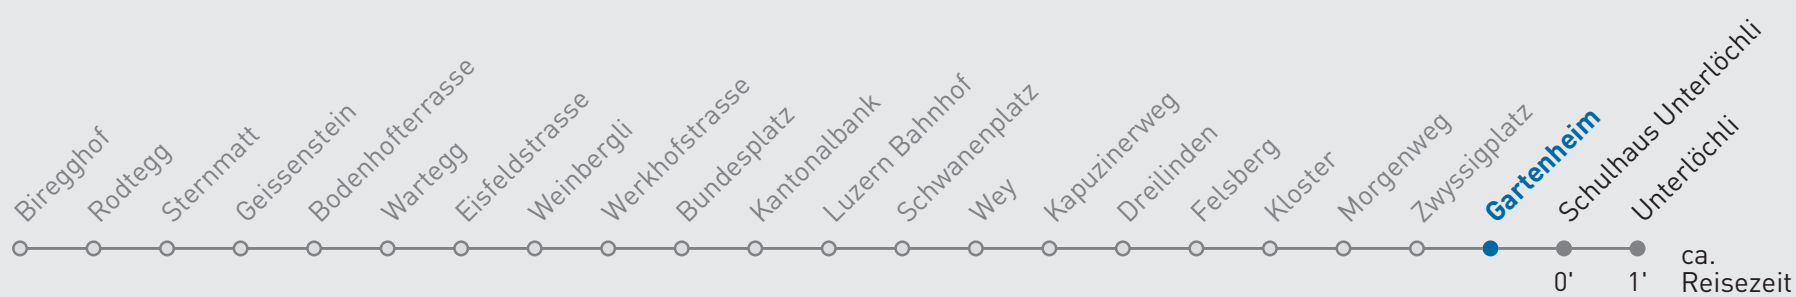 Biregghof
Rodtegg
Sternmatt
Geissenstein
Bodenhofterrasse
Wartegg
Eisfeldstrasse
Weinbergli
Werkhofstrasse
Bundesplatz
Kantonalbank
Luzern Bahnhof
Schwanenplatz
Wey
Kapuzinerweg
Dreilinden
Felsberg
Kloster
Morgenweg
Zwyssigplatz
Gartenheim
Schulhaus Unterlöchli
Unterlöchli
0'
1'
ca.
Reisezeit